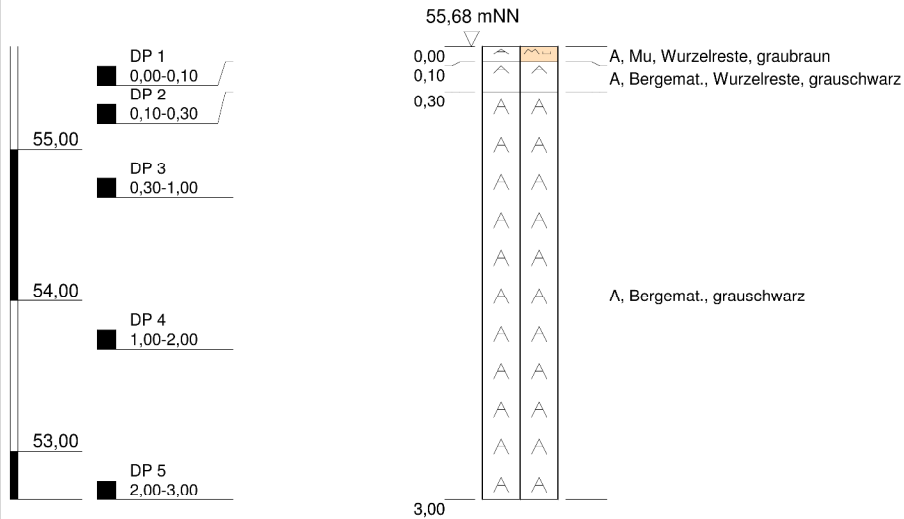 55,68 mNN
DP 1
0,00-0,10
DP 2
0,10-0,30
55,00
DP 3
0,30-1,00
54,00
DP 4
1,00-2,00
53,00
DP 5
2,00-3,00
0,00
0,10
0,30
3,00
A Mu
A A
A A
A A
A A
A A
A A
A A
A A
A A
A A
A A
A A
A, Mu, Wurzelreste, graubraun
A, Bergemat., Wurzelreste, grauschwarz
A, Bergemat., grauschwarz